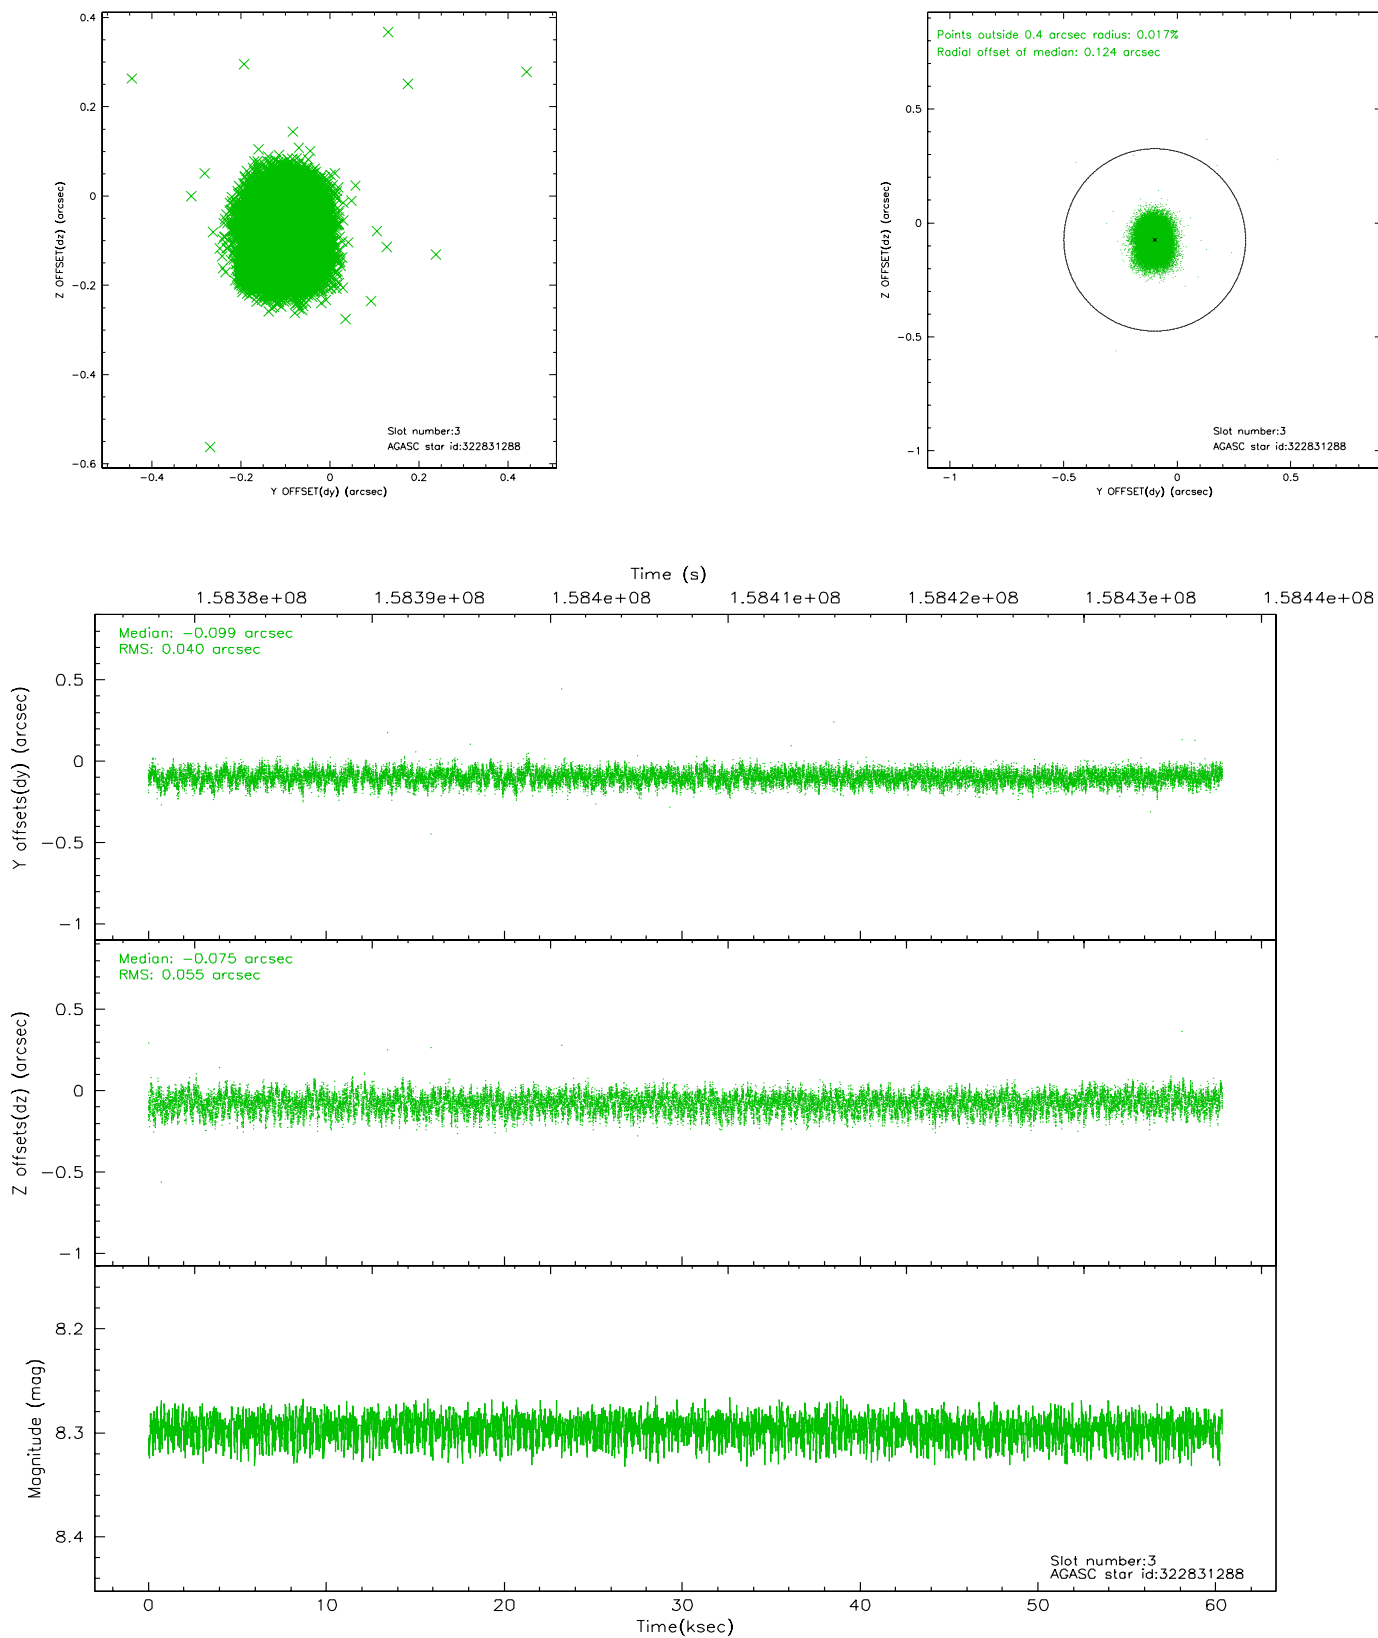 0.4
0.2
0
−0.2
−0.4
−0.6
Z OFFSET(dz) (arcsec)
−0.4
−0.2
0
0.2
0.4
Y OFFSET(dy) (arcsec)
Slot number:3
AGASC star id:322831288
Points outside 0.4 arcsec radius: 0.017%
Radial offset of median: 0.124 arcsec
0.5
0
−0.5
−1
Z OFFSET(dz) (arcsec)
−1
−0.5
0
0.5
Y OFFSET(dy) (arcsec)
Slot number:3
AGASC star id:322831288
Time (s)
1.5838e+08
1.5839e+08
1.584e+08
1.5841e+08
1.5842e+08
1.5843e+08
1.5844e+08
Median: −0.099 arcsec
RMS: 0.040 arcsec
0.5
0
−0.5
−1
Y offsets(dy) (arcsec)
Median: −0.075 arcsec
RMS: 0.055 arcsec
0.5
0
−0.5
−1
Z offsets(dz) (arcsec)
8.2
8.3
8.4
Magnitude (mag)
Slot number:3
AGASC star id:322831288
0
10
20
30
40
50
60
Time(ksec)